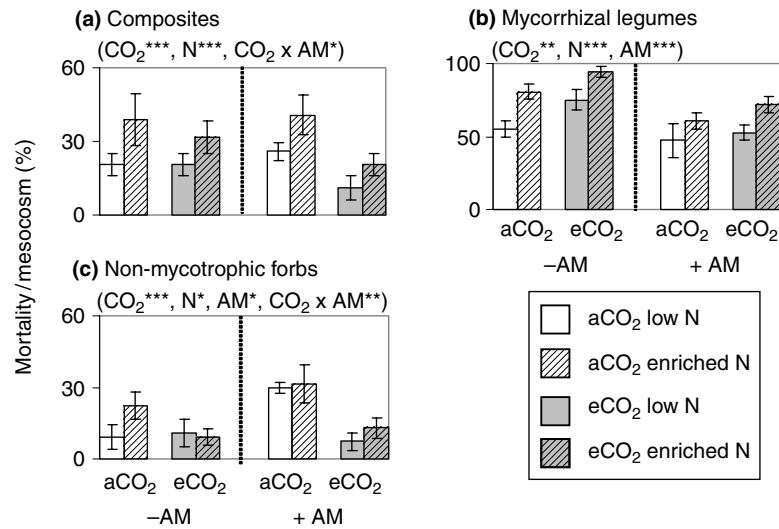 (a) Composites
(CO₂***, N***, CO₂ x AM*)
60
30
0
(b) Mycorrhizal legumes
(CO₂**, N***, AM***)
100
50
0
aCO₂ eCO₂ aCO₂ eCO₂
–AM + AM
(c) Non-mycotrophic forbs
(CO₂***, N*, AM*, CO₂ x AM**)
60
30
0
aCO₂ eCO₂ aCO₂ eCO₂
–AM + AM
Mortality/mesocosm (%)
aCO₂ low N
aCO₂ enriched N
eCO₂ low N
eCO₂ enriched N